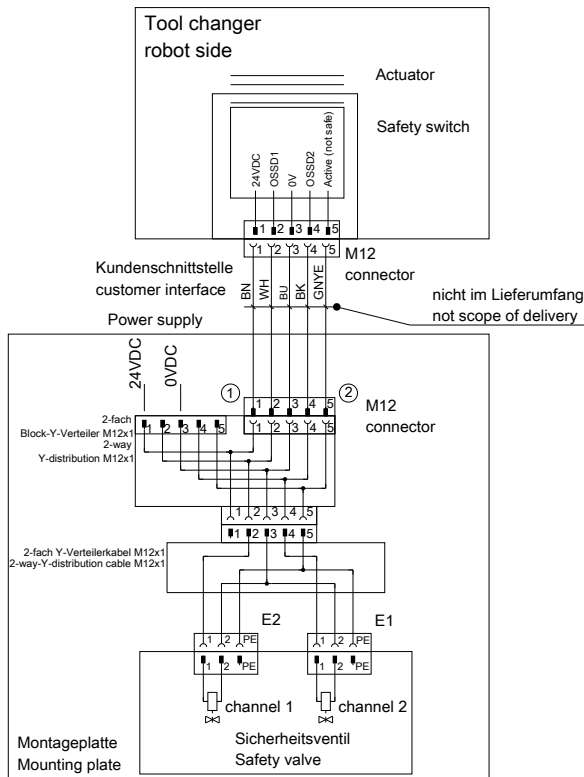 Tool changer
robot side
Actuator
Safety switch
24VDC
OSSD1
0V
OSSD2
Active (not safe)
1 2 3 4 5
1 2 3 4 5
M12
connector
Kundenschnittstelle
customer interface
BN
WH
BU
BK
GNYE
nicht im Lieferumfang
not scope of delivery
Power supply
24VDC
0VDC
1
2
1 2 3 4 5
M12
connector
2-fach
Block-Y-Verteiler M12x1
2-way
Y-distribution M12x1
1 2 3 4 5
1 2 3 4 5
1 2 3 4 5
1 2 3 4 5
2-fach Y-Verteilerkabel M12x1
2-way-Y-distribution cable M12x1
E2
E1
1 2 PE
1 2 PE
1 2 PE
1 2 PE
channel 1
channel 2
Montageplatte
Mounting plate
Sicherheitsventil
Safety valve